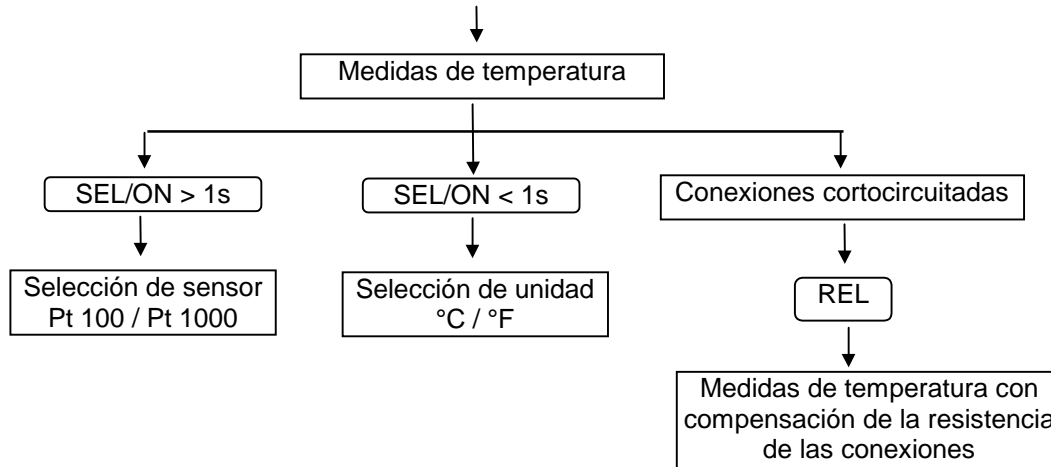 Medidas de temperatura
SEL/ON > 1s
SEL/ON < 1s
Conexiones cortocircuitadas
Selección de sensor
Pt 100 / Pt 1000
Selección de unidad
°C / °F
REL
Medidas de temperatura con
compensación de la resistencia
de las conexiones